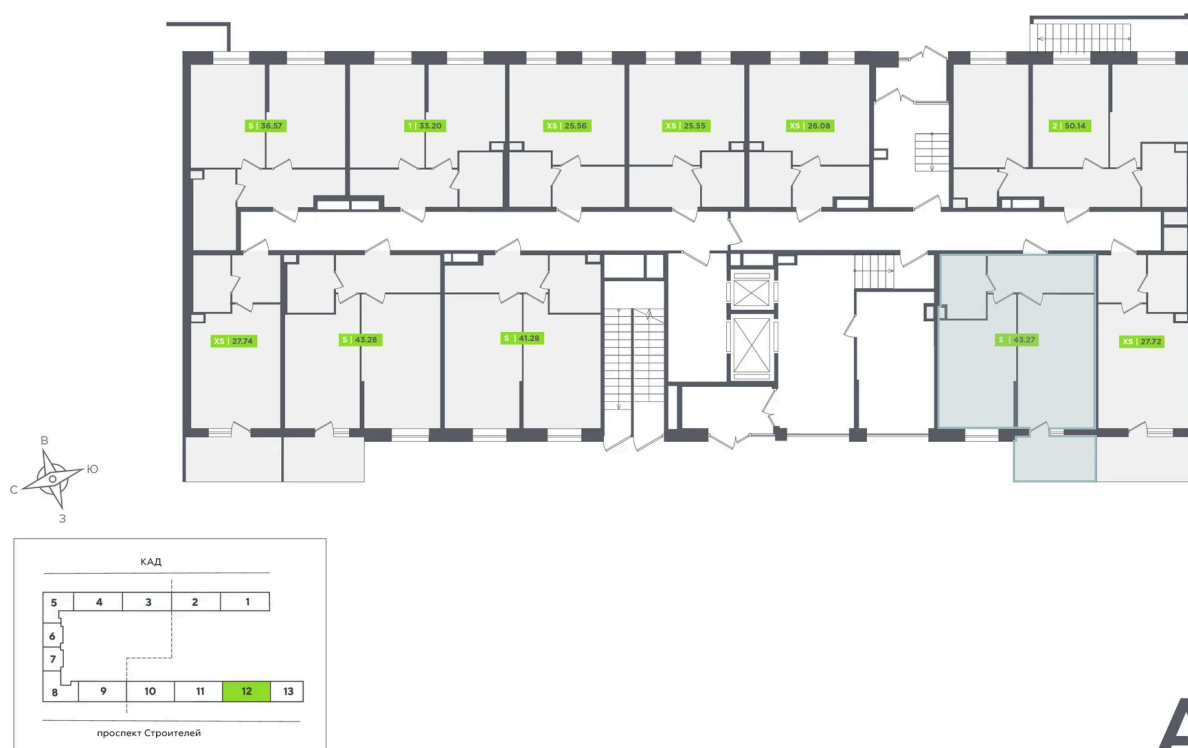 S | 36.57
1 | 33.20
XS | 25.56
XS | 25.55
XS | 26.08
2 | 50.14
XS | 27.74
S | 43.28
S | 41.28
S | 43.27
XS | 27.72
В
Ю
С
З
КАД
5 4 3 2 1
6
7
8 9 10 11 12 13
проспект Строителей